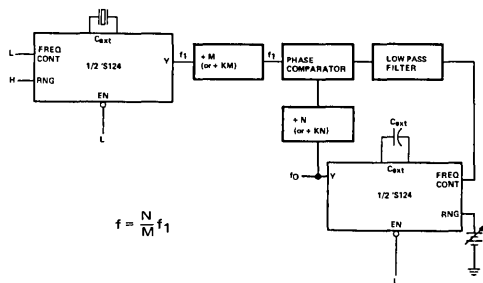 Cext
L
FREQ
CONT
Y
H
RNG
1/2 'S124
EN
L
f1
÷ M
(or ÷ KM)
f1
PHASE
COMPARATOR
LOW PASS
FILTER
÷ N
(or ÷ KN)
Cext
fO
Y
Cext
FREQ
CONT
1/2 'S124
RNG
EN
L
f = N/M f1